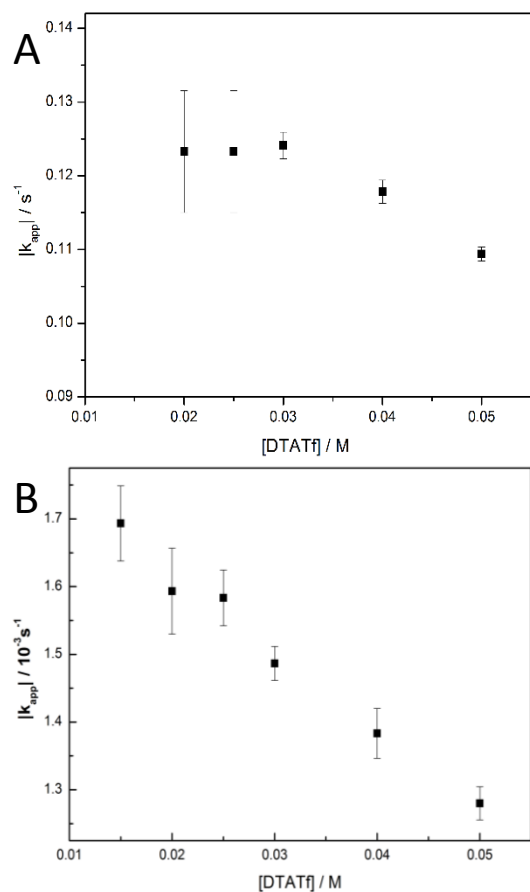 A
0.14
0.13
0.12
0.11
0.10
0.09
|k_app| / s⁻¹
0.01 0.02 0.03 0.04 0.05
[DTATf] / M
B
1.7
1.6
1.5
1.4
1.3
|k_app| / 10⁻³s⁻¹
0.01 0.02 0.03 0.04 0.05
[DTATf] / M